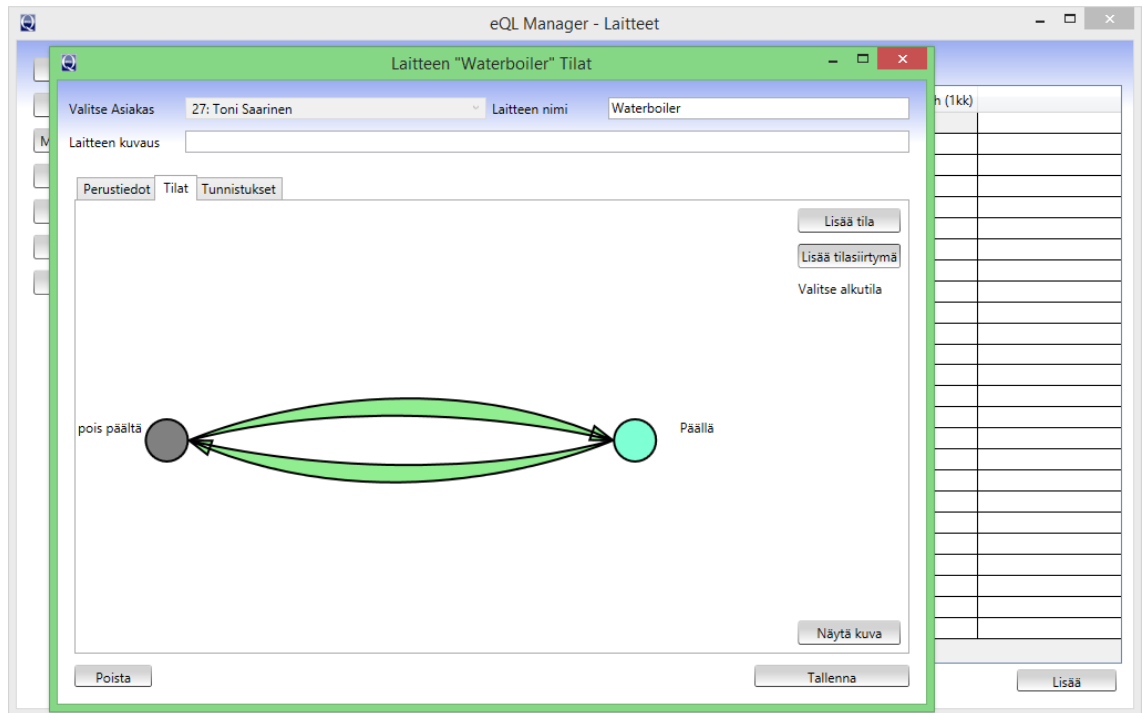 eQL Manager - Laitteet
Laitteen "Waterboiler" Tilat
Valitse Asiakas 27: Toni Saarinen Laitteen nimi Waterboiler
h (1kk)
M Laitteen kuvaus
Perustiedot Tilat Tunnistukset
Lisää tila
Lisää tilasiirtymä
Valitse alkutila
pois päältä Päällä
Näytä kuva
Poista Tallenna
Lisää